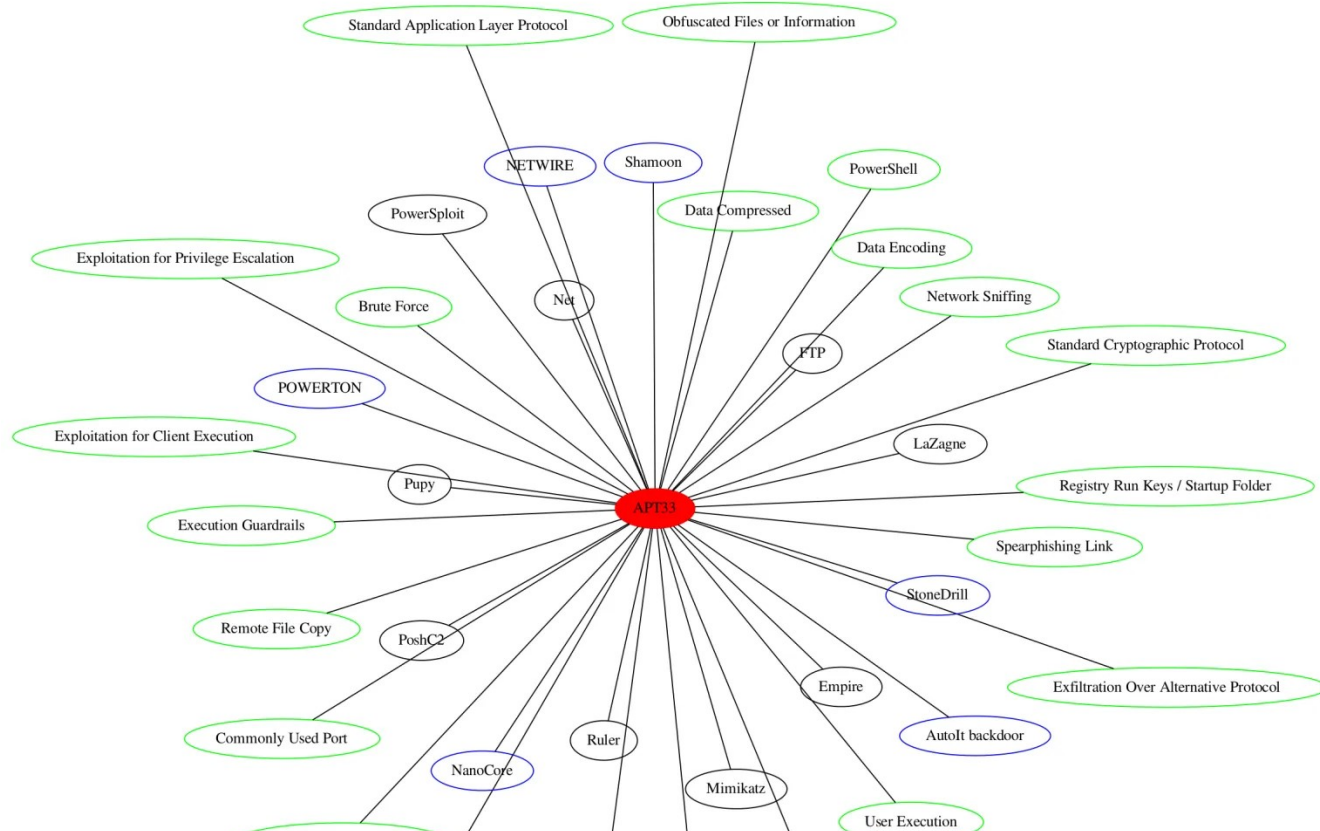 Standard Application Layer Protocol
Obfuscated Files or Information
NETWIRE
Shamoon
PowerShell
PowerSploit
Data Compressed
Data Encoding
Exploitation for Privilege Escalation
Brute Force
Net
Network Sniffing
FTP
Standard Cryptographic Protocol
POWERTON
Exploitation for Client Execution
LaZagne
Pupy
Registry Run Keys / Startup Folder
APT33
Execution Guardrails
Spearphishing Link
StoneDrill
Remote File Copy
PoshC2
Empire
Exfiltration Over Alternative Protocol
Commonly Used Port
Ruler
AutoIt backdoor
NanoCore
Mimikatz
User Execution